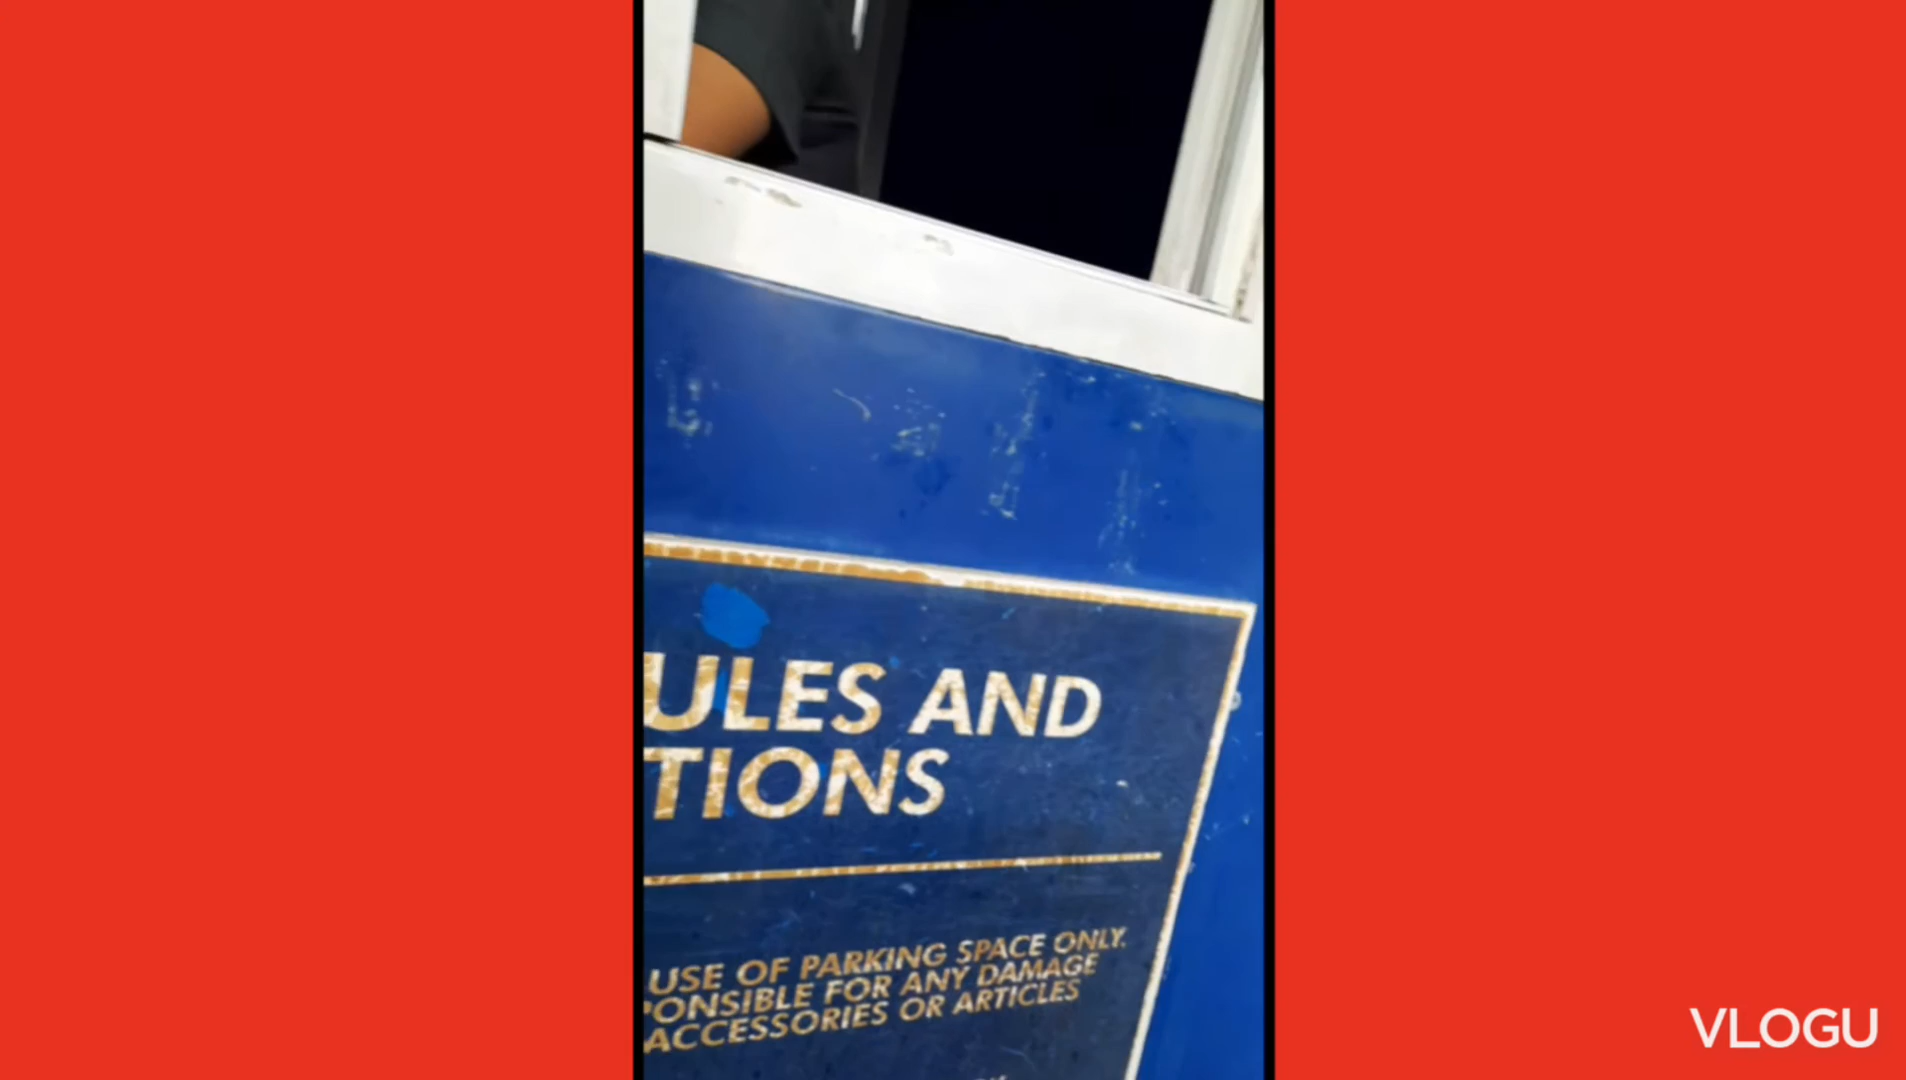 ULES AND
TIONS
USE OF PARKING SPACE ONLY.
PONSIBLE FOR ANY DAMAGE
ACCESSORIES OR ARTICLES
VLOGU